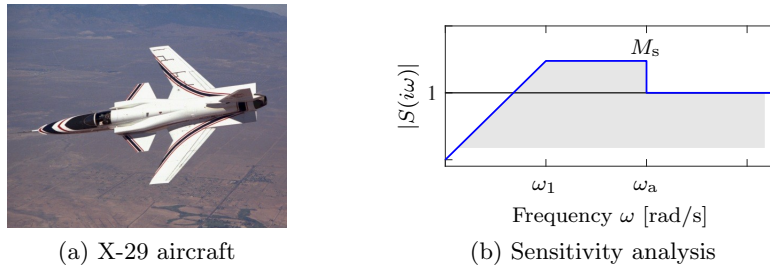 M_s
|S(iω)|
1
ω_1
ω_a
Frequency ω [rad/s]
(a) X-29 aircraft
(b) Sensitivity analysis